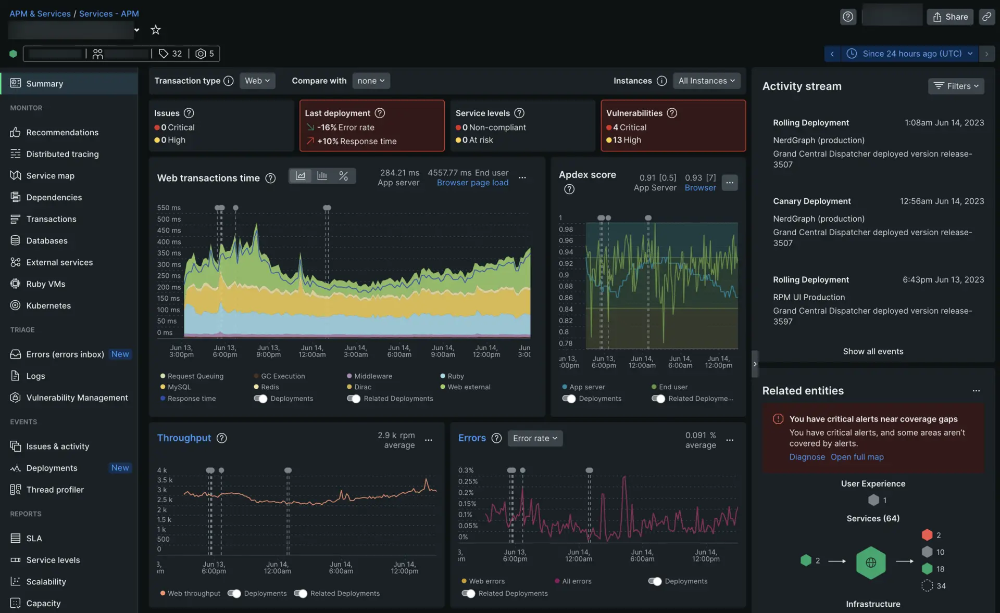 APM & Services / Services - APM
Share
32
5
Since 24 hours ago (UTC)
Summary
MONITOR
Recommendations
Distributed tracing
Service map
Dependencies
Transactions
Databases
External services
Ruby VMs
Kubernetes
TRIAGE
Errors (errors inbox) New
Logs
Vulnerability Management
EVENTS
Issues & activity
Deployments New
Thread profiler
REPORTS
SLA
Service levels
Scalability
Capacity
Transaction type Web Compare with none Instances All Instances
Issues
0 Critical
0 High
Last deployment
-16% Error rate
+10% Response time
Service levels
0 Non-compliant
0 At risk
Vulnerabilities
4 Critical
13 High
Web transactions time
%
284.21 ms
App server
4557.77 ms End user
Browser page load
550 ms
500 ms
450 ms
400 ms
350 ms
300 ms
250 ms
200 ms
150 ms
100 ms
50 ms
0 ms
Jun 13, Jun 13, Jun 13, Jun 14, Jun 14, Jun 14, Jun 14, Jun 14, Jun
3:00pm 6:00pm 9:00pm 12:00am 3:00am 6:00am 9:00am 12:00pm 3:00
Request Queuing GC Execution Middleware Ruby
MySQL Redis Dirac Web external
Response time Deployments Related Deployments
Apdex score
0.91 [0.5]
App Server
0.93 [7]
Browser
1
0.98
0.96
0.94
0.92
0.9
0.88
0.86
0.84
0.82
0.8
0.78
un 13, Jun 13, Jun 14, Jun 14, Jun 14,
:00pm 6:00pm 12:00am 6:00am 12:00pm
App server End user
Deployments Related Deployme...
Throughput
2.9 k rpm
average
4 k
3.5 k
3 k
2.5 k
2 k
1.5 k
1 k
500
0
3, Jun 13, Jun 14, Jun 14, Jun 14,
m 6:00pm 12:00am 6:00am 12:00pm
Web throughput Deployments Related Deployments
Errors Error rate
0.091 %
average
0.3%
0.25%
0.2%
0.15%
0.1%
0.05%
0%
3, Jun 13, Jun 14, Jun 14, Jun 14,
m 6:00pm 12:00am 6:00am 12:00pm
Web errors All errors Deployments
Related Deployments
Activity stream Filters
Rolling Deployment 1:08am Jun 14, 2023
NerdGraph (production)
Grand Central Dispatcher deployed version release-
3507
Canary Deployment 12:56am Jun 14, 2023
NerdGraph (production)
Grand Central Dispatcher deployed version release-
3507
Rolling Deployment 6:43pm Jun 13, 2023
RPM UI Production
Grand Central Dispatcher deployed version release-
3597
Show all events
Related entities
You have critical alerts near coverage gaps
You have critical alerts, and some areas aren't
covered by alerts.
Diagnose Open full map
User Experience
1
Services (64)
2
2
10
18
34
Infrastructure